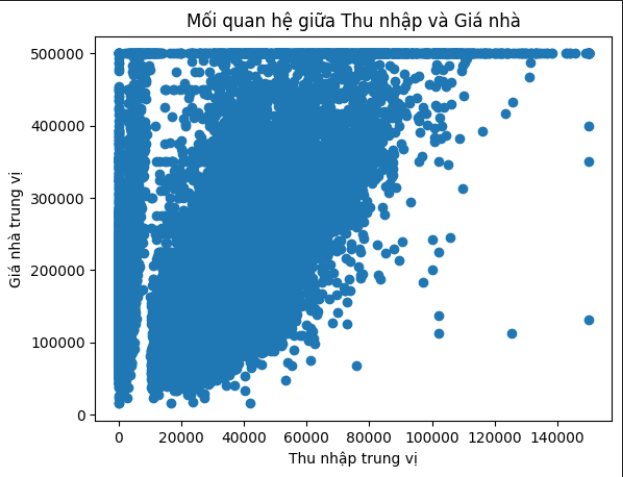 Mối quan hệ giữa Thu nhập và Giá nhà
500000
400000
300000
200000
100000
0
Giá nhà trung vị
0 20000 40000 60000 80000 100000 120000 140000
Thu nhập trung vị